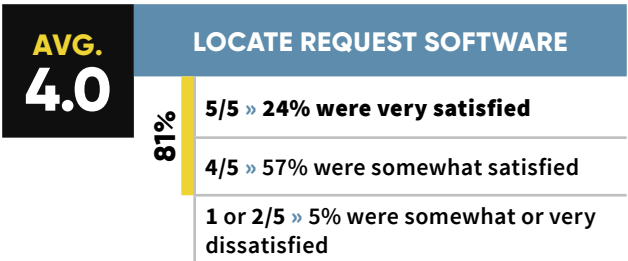 AVG.
4.0
LOCATE REQUEST SOFTWARE
81%
5/5 » 24% were very satisfied
4/5 » 57% were somewhat satisfied
1 or 2/5 » 5% were somewhat or very
dissatisfied